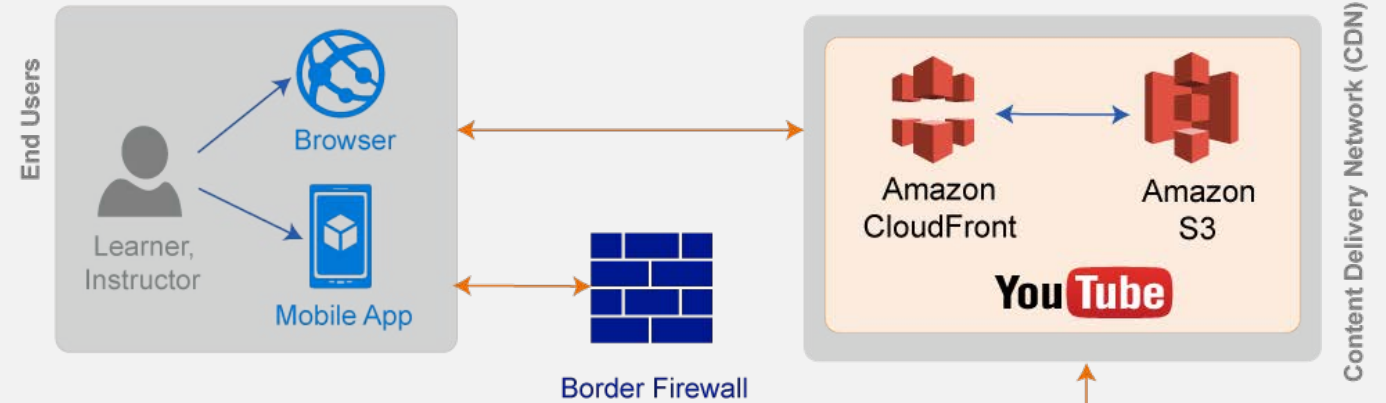 End Users
Browser
Learner,
Instructor
Mobile App
Border Firewall
Amazon
CloudFront
Amazon
S3
YouTube
Content Delivery Network (CDN)